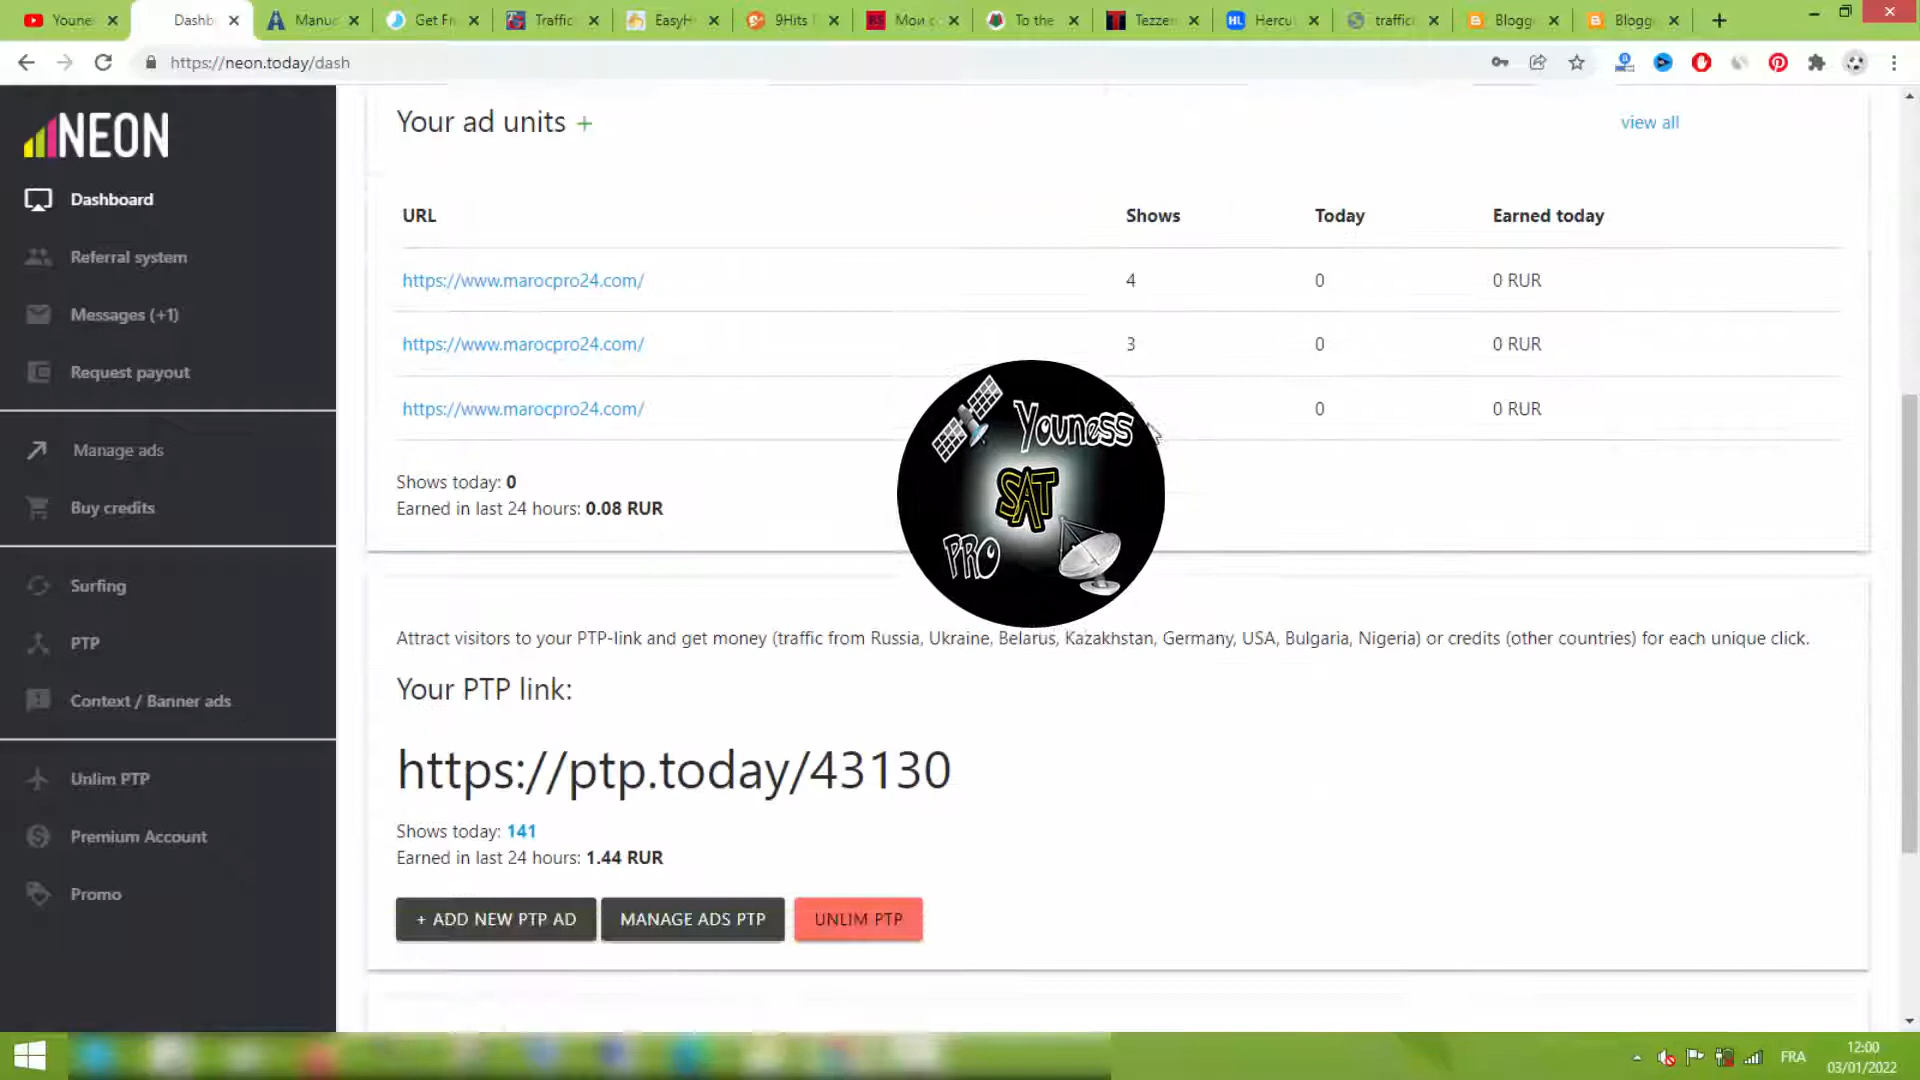 Youne
Dashb
Manua
Get Fr
Traffic
EasyH
9Hits
Мои с
To the
Tezzer
Hercu
traffic
Blogg
Blogg
https://neon.today/dash
NEON
Dashboard
Referral system
Messages (+1)
Request payout
Manage ads
Buy credits
Surfing
PTP
Context / Banner ads
Unlim PTP
Premium Account
Promo
Your ad units +
view all
URL Shows Today Earned today
https://www.marocpro24.com/ 4 0 0 RUR
https://www.marocpro24.com/ 3 0 0 RUR
https://www.marocpro24.com/ 0 0 RUR
Shows today: 0
Earned in last 24 hours: 0.08 RUR
Youness
SAT
PRO
Attract visitors to your PTP-link and get money (traffic from Russia, Ukraine, Belarus, Kazakhstan, Germany, USA, Bulgaria, Nigeria) or credits (other countries) for each unique click.
Your PTP link:
https://ptp.today/43130
Shows today: 141
Earned in last 24 hours: 1.44 RUR
+ ADD NEW PTP AD
MANAGE ADS PTP
UNLIM PTP
FRA
12:00
03/01/2022